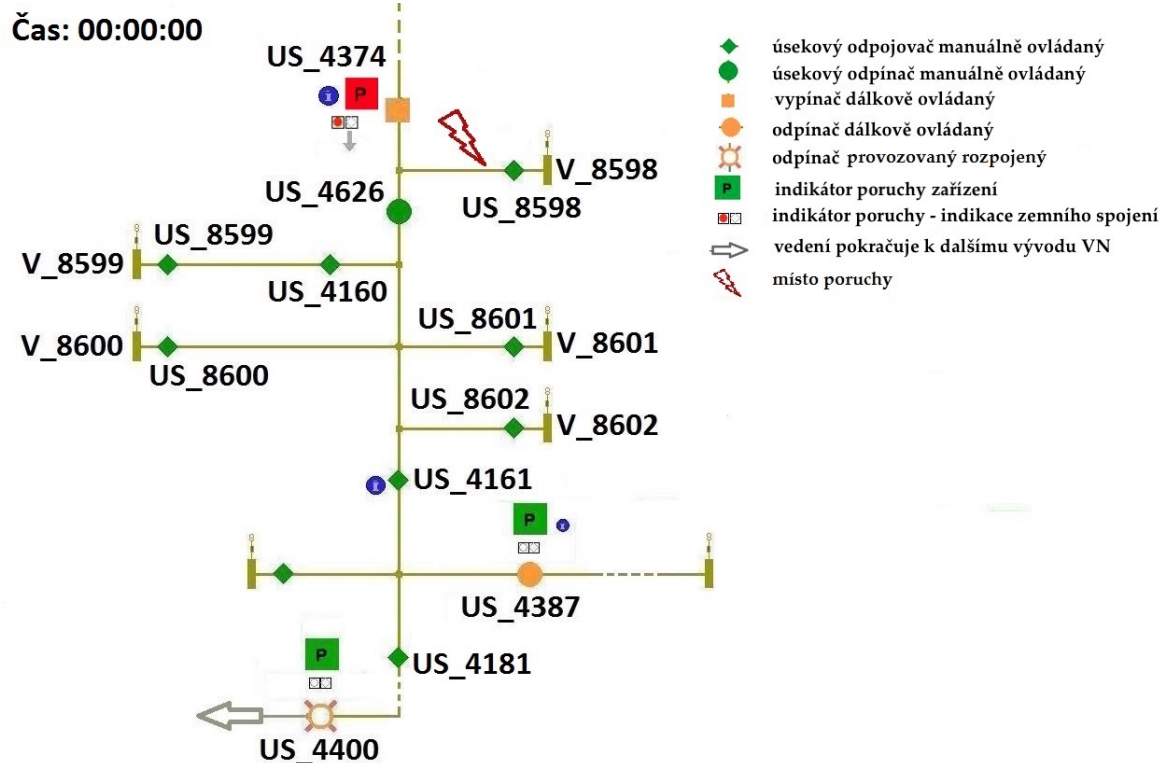 Čas: 00:00:00
US_4374
P
US_4626
V_8598
US_8598
US_8599
V_8599
US_4160
US_8601
V_8600
V_8601
US_8600
US_8602
V_8602
US_4161
P
US_4387
P
US_4181
US_4400
úsekový odpojovač manuálně ovládaný
úsekový odpínač manuálně ovládaný
vypínač dálkově ovládaný
odpínač dálkově ovládaný
odpínač provozovaný rozpojený
P indikátor poruchy zařízení
indikátor poruchy - indikace zemního spojení
vedení pokračuje k dalšímu vývodu VN
místo poruchy